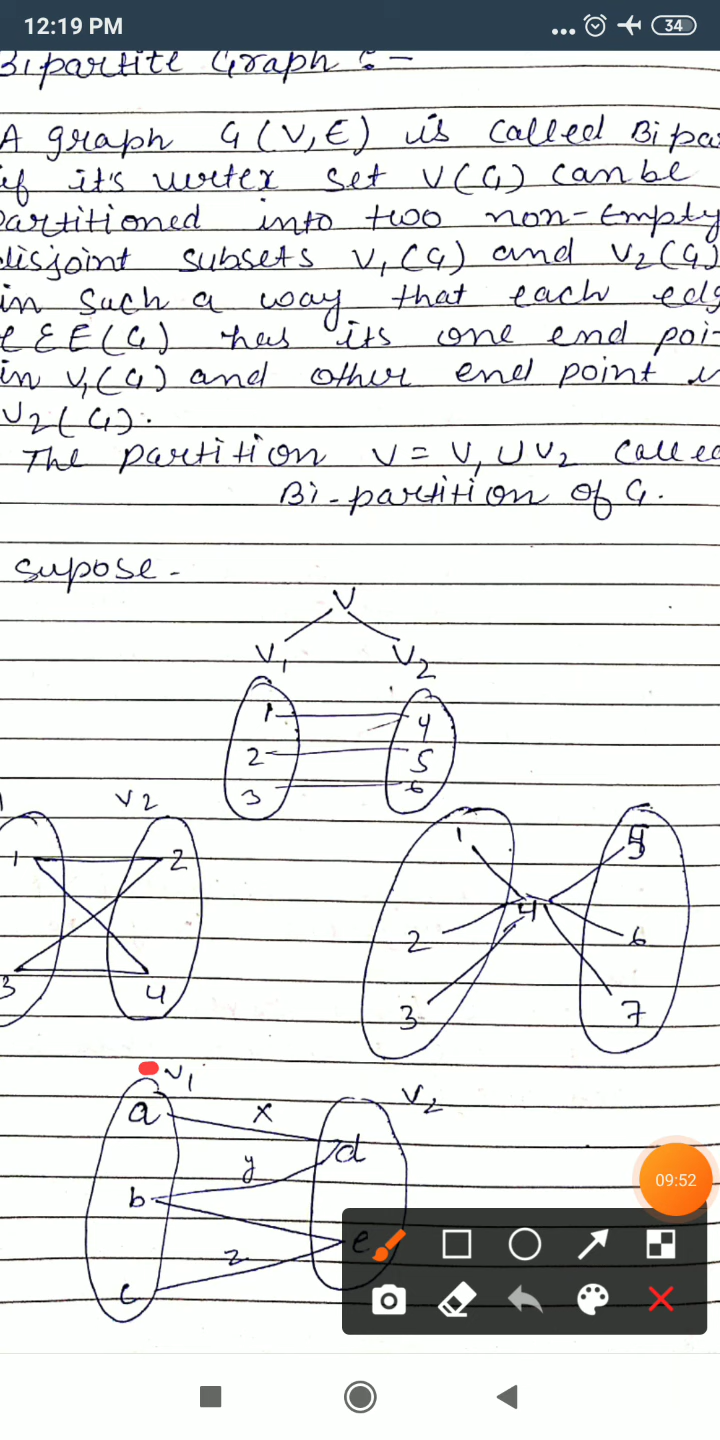 12:19 PM
34
Bipartite Graph :-
A graph G(V,E) is called Bipa
if it's vertex set V(G) can be
partitioned into two non-Empty
disjoint subsets V1(G) and V2(G)
in such a way that each edg
e ∈ E(G) has its one end poi
in V1(G) and other end point i
V2(G).
The partition V = V1 U V2 calle
Bi-partition of G.
Supose -
V
V1 V2
1 4
2 5
3 6
V2
1 2
3 4
1 5
4
2 6
3 7
V1 V2
a x d
b y
z e
c
09:52